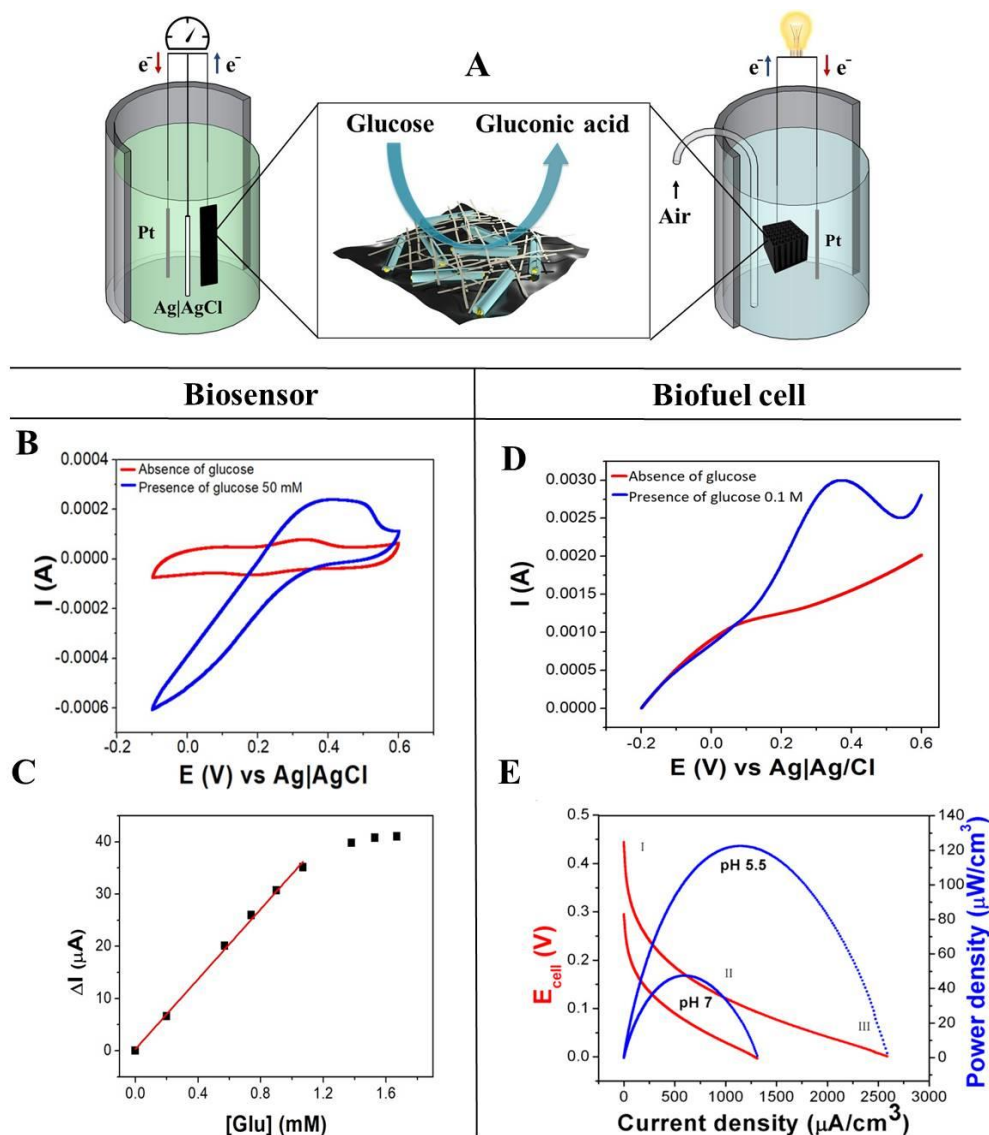 A
e⁻
e⁻
e⁻
e⁻
Glucose
Gluconic acid
Air
Pt
Ag|AgCl
Pt
Biosensor
Biofuel cell
B
Absence of glucose
Presence of glucose 50 mM
0.0004
0.0002
0.0000
-0.0002
-0.0004
-0.0006
I (A)
-0.2
0.0
0.2
0.4
0.6
E (V) vs Ag|AgCl
D
Absence of glucose
Presence of glucose 0.1 M
0.0030
0.0025
0.0020
0.0015
0.0010
0.0005
0.0000
I (A)
-0.2
0.0
0.2
0.4
0.6
E (V) vs Ag|Ag/Cl
C
40
30
20
10
0
ΔI (μA)
0.0
0.4
0.8
1.2
1.6
[Glu] (mM)
E
0.5
0.4
0.3
0.2
0.1
0.0
E_cell (V)
I
II
III
pH 5.5
pH 7
140
120
100
80
60
40
20
0
Power density (μW/cm³)
0
500
1000
1500
2000
2500
3000
Current density (μA/cm³)